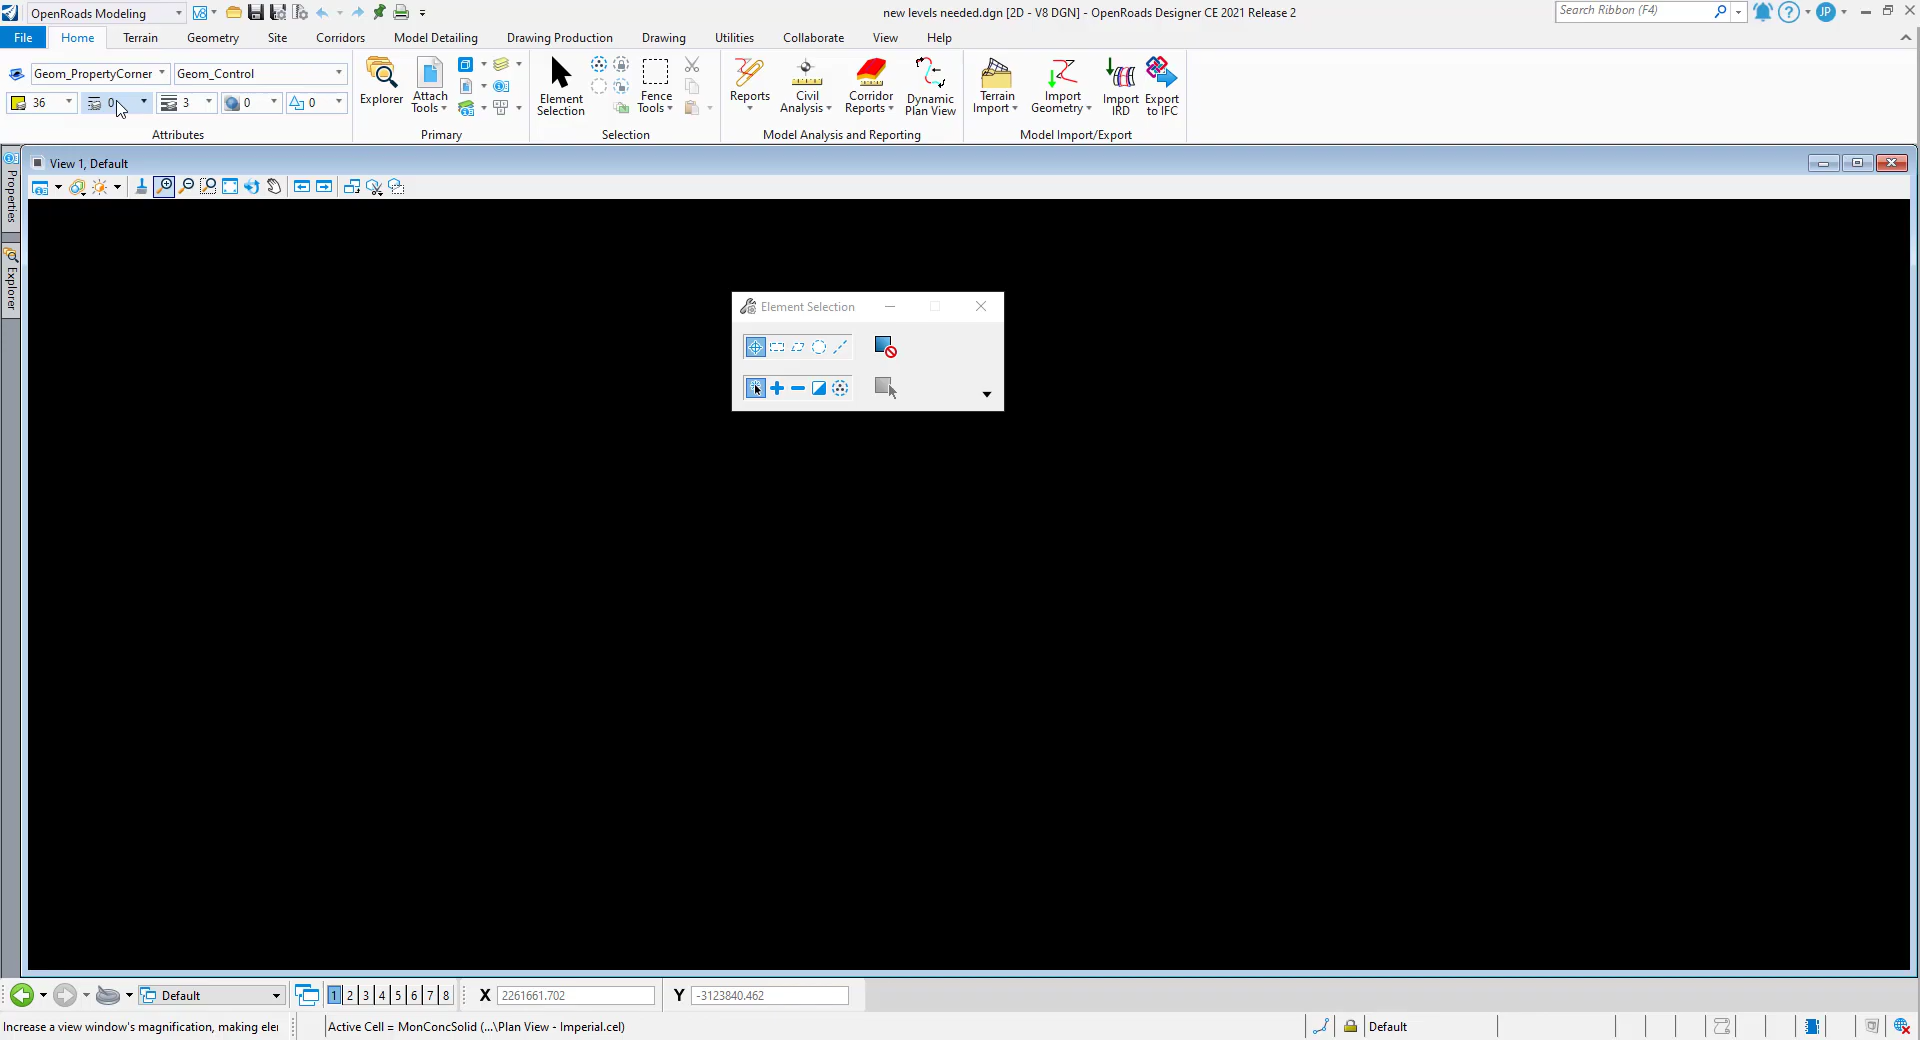 OpenRoads Modeling
V8
new levels needed.dgn [2D - V8 DGN] - OpenRoads Designer CE 2021 Release 2
Search Ribbon (F4)
JP
File Home Terrain Geometry Site Corridors Model Detailing Drawing Production Drawing Utilities Collaborate View Help
Geom_PropertyCorner Geom_Control
36 0 3 0 0
Attributes
Explorer
Attach
Tools
Primary
Element
Selection
Fence
Tools
Selection
Reports
Civil
Analysis
Corridor
Reports
Dynamic
Plan View
Model Analysis and Reporting
Terrain
Import
Import
Geometry
Import
IRD
Export
to IFC
Model Import/Export
View 1, Default
Properties
Explorer
Element Selection
Default 1 2 3 4 5 6 7 8 X 2261661.702 Y -3123840.462
Increase a view window's magnification, making eler Active Cell = MonConcSolid (...\Plan View - Imperial.cel) Default